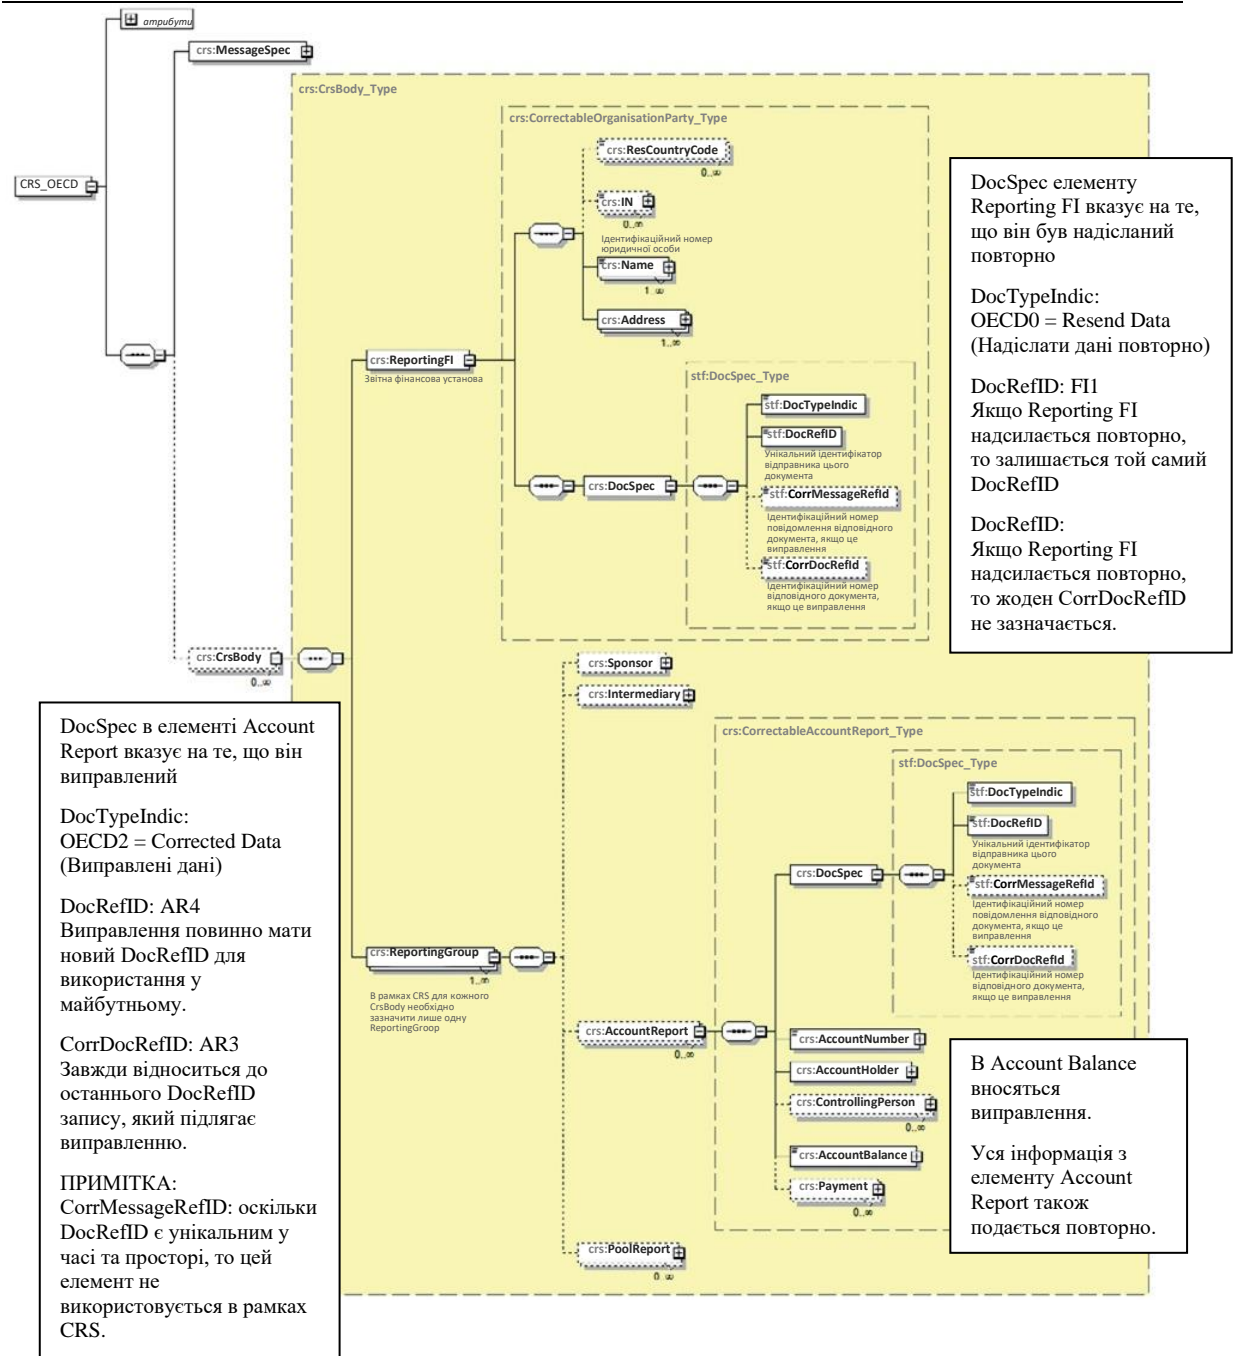 атрибути
crs:MessageSpec
crs:CrsBody_Type
crs:CorrectableOrganisationParty_Type
crs:ResCountryCode
0..∞
CRS_OECD
crs:IN
0..∞
Ідентифікаційний номер
юридичної особи
crs:Name
1..∞
crs:Address
1..∞
DocSpec елементу
Reporting FI вказує на те,
що він був надісланий
повторно
DocTypeIndic:
OECD0 = Resend Data
(Надіслати дані повторно)
DocRefID: FI1
Якщо Reporting FI
надсилається повторно,
то залишається той самий
DocRefID
DocRefID:
Якщо Reporting FI
надсилається повторно,
то жоден CorrDocRefID
не зазначається.
crs:ReportingFI
Звітна фінансова установа
stf:DocSpec_Type
stf:DocTypeIndic
stf:DocRefID
Унікальний ідентифікатор
відправника цього
документа
crs:DocSpec
stf:CorrMessageRefId
Ідентифікаційний номер
повідомлення відповідного
документа, якщо це
виправлення
stf:CorrDocRefId
Ідентифікаційний номер
відповідного документа,
якщо це виправлення
crs:CrsBody
0..∞
crs:Sponsor
crs:Intermediary
DocSpec в елементі Account
Report вказує на те, що він
виправлений
DocTypeIndic:
OECD2 = Corrected Data
(Виправлені дані)
DocRefID: AR4
Виправлення повинно мати
новий DocRefID для
використання у
майбутньому.
CorrDocRefID: AR3
Завжди відноситься до
останнього DocRefID
запису, який підлягає
виправленню.
ПРИМІТКА:
CorrMessageRefID: оскільки
DocRefID є унікальним у
часі та просторі, то цей
елемент не
використовується в рамках
CRS.
crs:CorrectableAccountReport_Type
stf:DocSpec_Type
stf:DocTypeIndic
stf:DocRefID
Унікальний ідентифікатор
відправника цього
документа
crs:DocSpec
stf:CorrMessageRefId
Ідентифікаційний номер
повідомлення відповідного
документа, якщо це
виправлення
stf:CorrDocRefId
Ідентифікаційний номер
відповідного документа,
якщо це виправлення
crs:ReportingGroup
1..∞
В рамках CRS для кожного
CrsBody необхідно
зазначити лише одну
ReportingGroop
crs:AccountReport
0..∞
crs:AccountNumber
crs:AccountHolder
crs:ControllingPerson
0..∞
crs:AccountBalance
crs:Payment
0..∞
В Account Balance
вносяться
виправлення.
Уся інформація з
елементу Account
Report також
подається повторно.
crs:PoolReport
0..∞